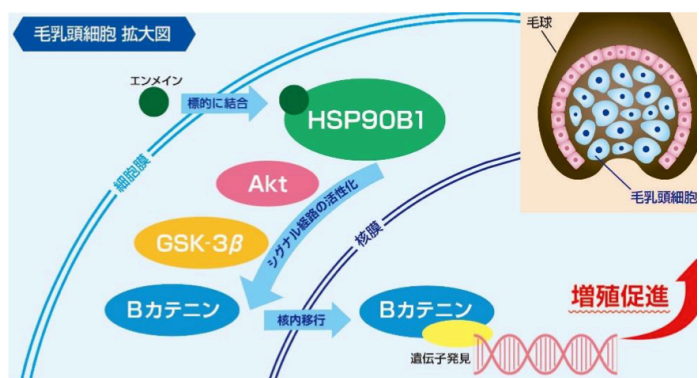 毛乳頭細胞 拡大図
エンメイン
標的に結合
HSP90B1
細胞膜
Akt
シグナル経路の活性化
GSK-3β
核膜
Bカテニン
核内移行
Bカテニン
遺伝子発見
増殖促進
毛球
毛乳頭細胞